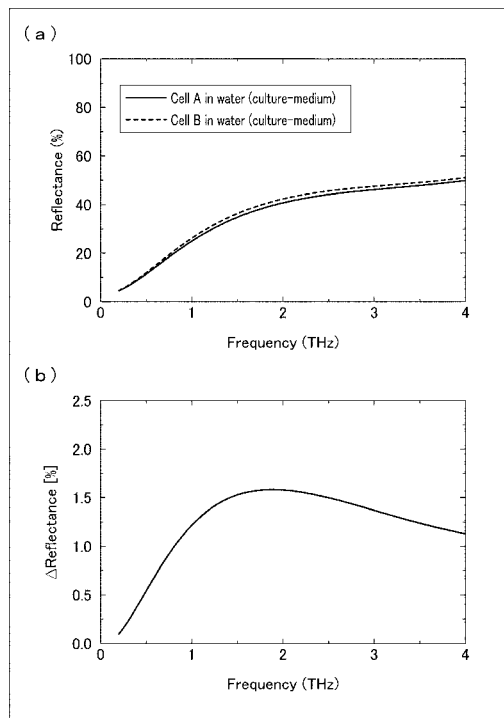 (a)
100
80
60
40
20
0
Reflectance (%)
Cell A in water (culture-medium)
Cell B in water (culture-medium)
0 1 2 3 4
Frequency (THz)
(b)
2.5
2.0
1.5
1.0
0.5
0.0
△Reflectance [%]
0 1 2 3 4
Frequency (THz)